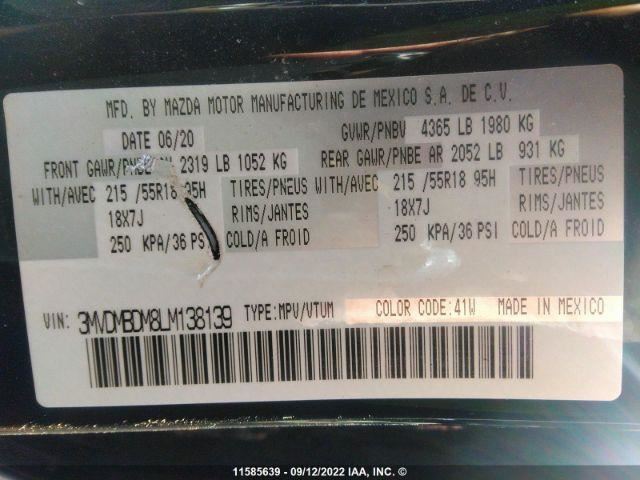 MFD. BY MAZDA MOTOR MANUFACTURING DE MEXICO S.A. DE C.V.
DATE 06/20 GVWR/PNBV 4365 LB 1980 KG
FRONT GAWR/PNBE 2319 LB 1052 KG REAR GAWR/PNBE AR 2052 LB 931 KG
WITH/AVEC 215 /55R18 95H TIRES/PNEUS WITH/AVEC 215 /55R18 95H TIRES/PNEUS
18X7J RIMS/JANTES 18X7J RIMS/JANTES
250 KPA/36 PSI COLD/A FROID 250 KPA/36 PSI COLD/A FROID
VIN: 3MVDMBDM8LM138139 TYPE:MPV/VTUM COLOR CODE:41W MADE IN MEXICO
11585639 - 09/12/2022 IAA, INC. ©